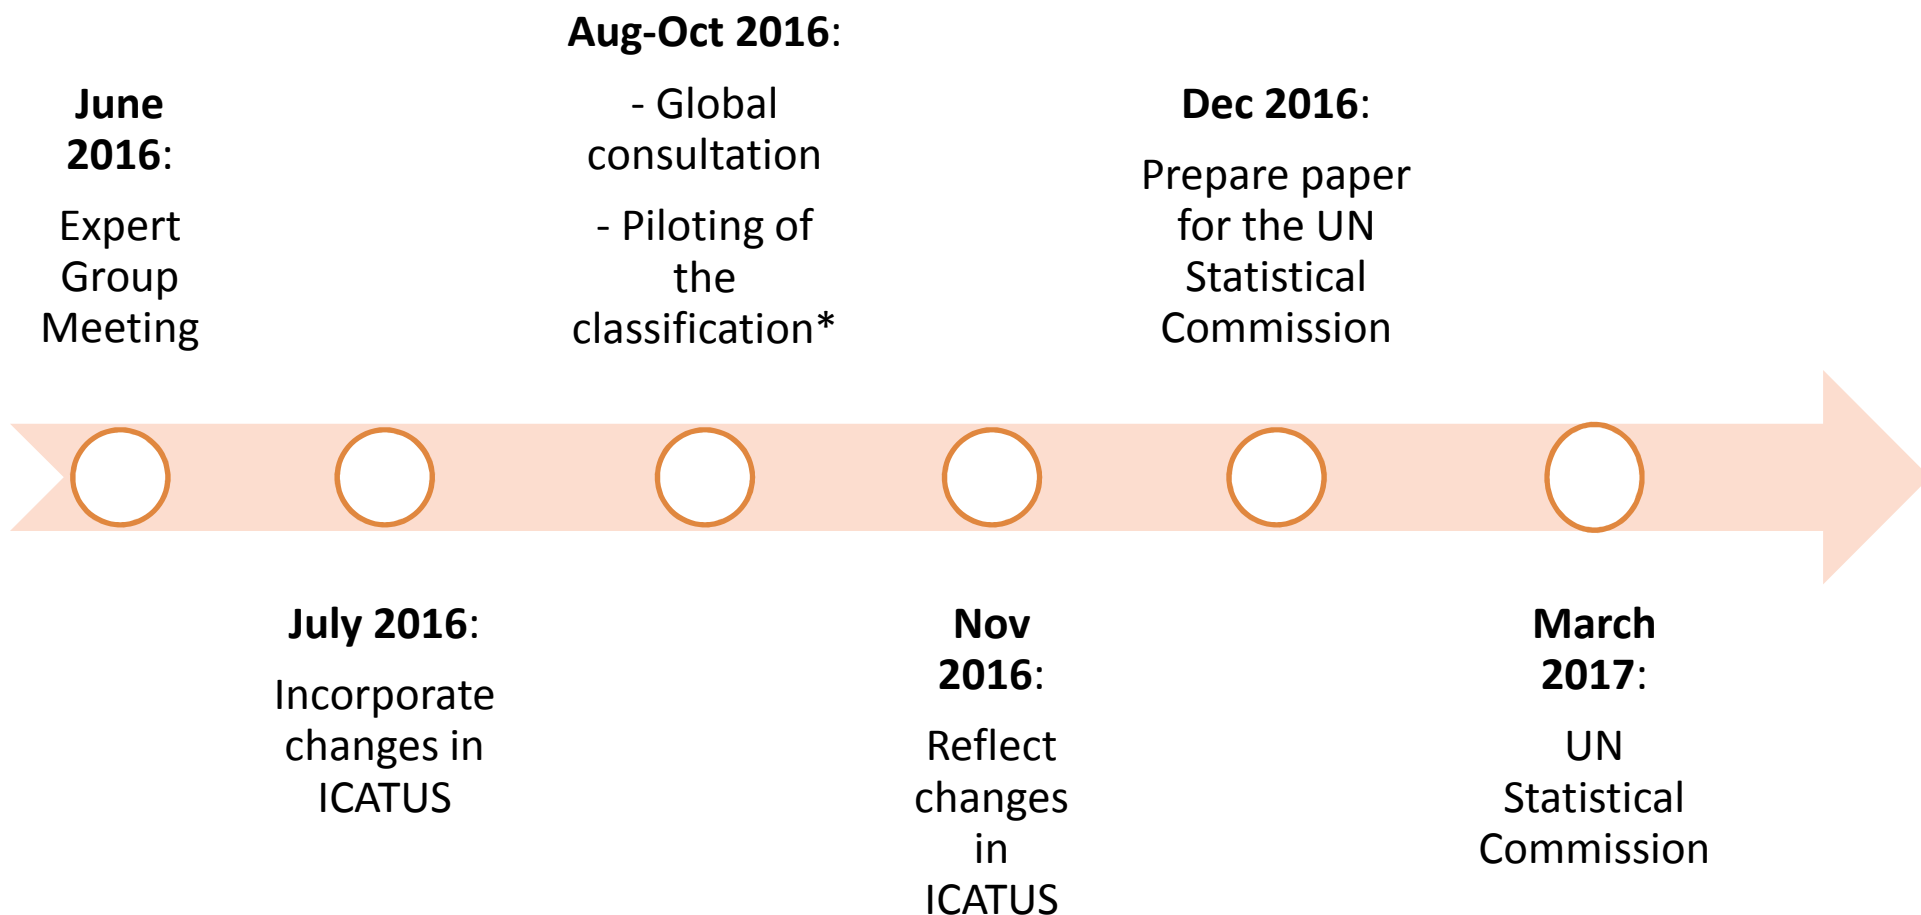 June
2016:
Expert
Group
Meeting
July 2016:
Incorporate
changes in
ICATUS
Aug-Oct 2016:
- Global
consultation
- Piloting of
the
classification*
Nov
2016:
Reflect
changes
in
ICATUS
Dec 2016:
Prepare paper
for the UN
Statistical
Commission
March
2017:
UN
Statistical
Commission